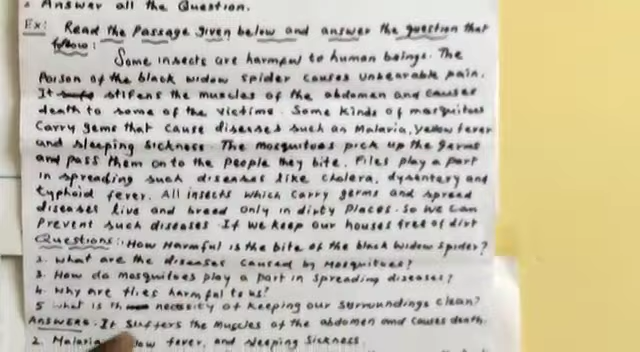 Answer all the Question.
Ex: Read the Passage given below and answer the question that
follow:
Some insects are harmful to human beings. The
Poison of the black widow spider causes unbearable pain.
It stifens the muscles of the abdomen and causes
death to some of the victims. Some kinds of mosquitoes
Carry germs that cause diseases such as Malaria, Yellow fever
and sleeping sickness. The mosquitoes pick up the germs
and pass them on to the people they bite. Flies play a part
in spreading such diseases like cholera, dysentery and
typhoid fever. All insects which carry germs and spread
diseases live and breed only in dirty places. So we can
Prevent such diseases If we keep our houses free of dirt
Questions: How Harmful is the bite of the black widow spider?
2. What are the diseases caused by mosquitoes?
3. How do mosquitoes play a part in spreading diseases?
4. Why are flies harmful to us?
5 What is necessity of keeping our surroundings clean?
Answers. It stiffers the muscles of the abdomen and causes death.
2. Malaria fever, and sleeping sickness